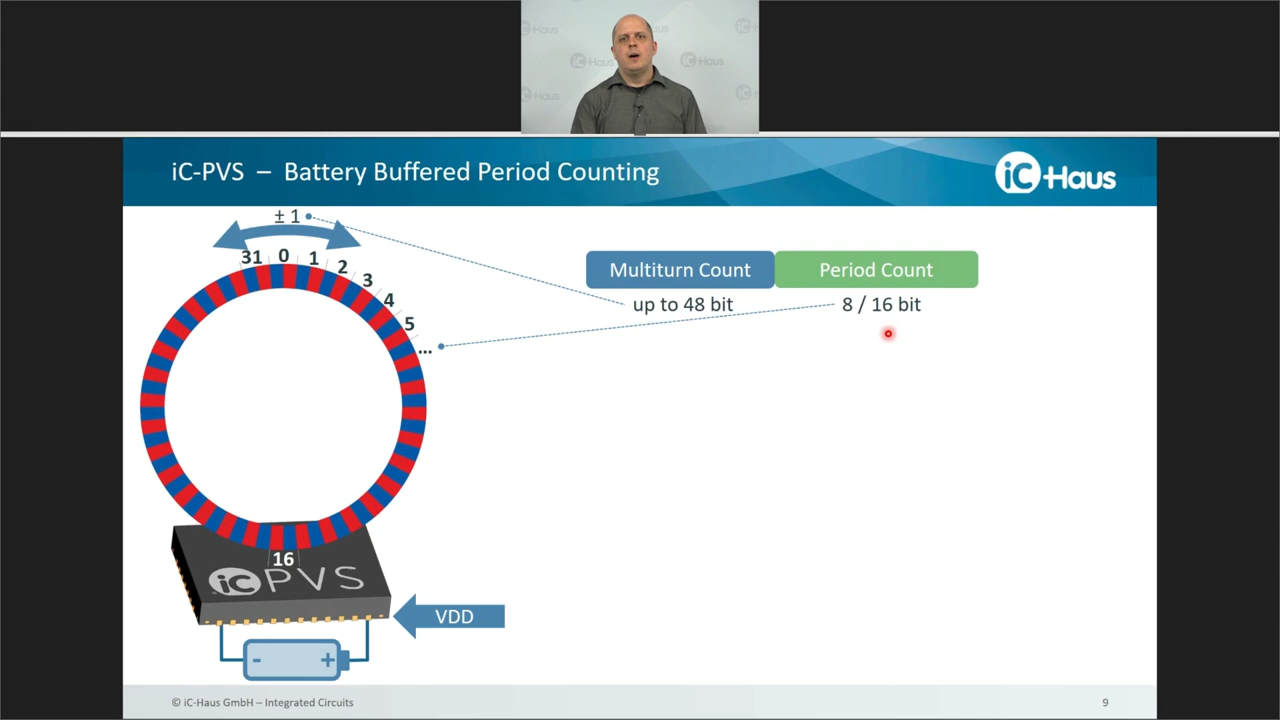 iC-PVS – Battery Buffered Period Counting
iC Haus
± 1
31 0 1 2 3 4 5 ...
Multiturn Count Period Count
up to 48 bit 8 / 16 bit
16
iC PVS
VDD
- +
© iC-Haus GmbH – Integrated Circuits
9